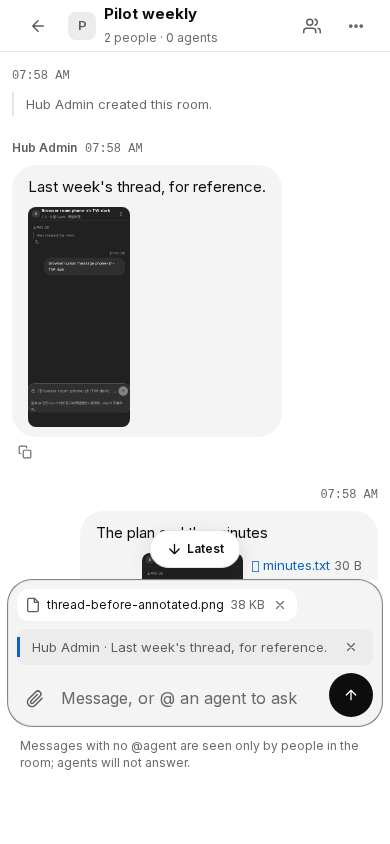 P
Pilot weekly
2 people · 0 agents
07:58 AM
Hub Admin created this room.
Hub Admin 07:58 AM
Last week's thread, for reference.
07:58 AM
The plan and the minutes
Latest
minutes.txt 30 B
thread-before-annotated.png 38 KB
Hub Admin · Last week's thread, for reference.
Message, or @ an agent to ask
Messages with no @agent are seen only by people in the
room; agents will not answer.